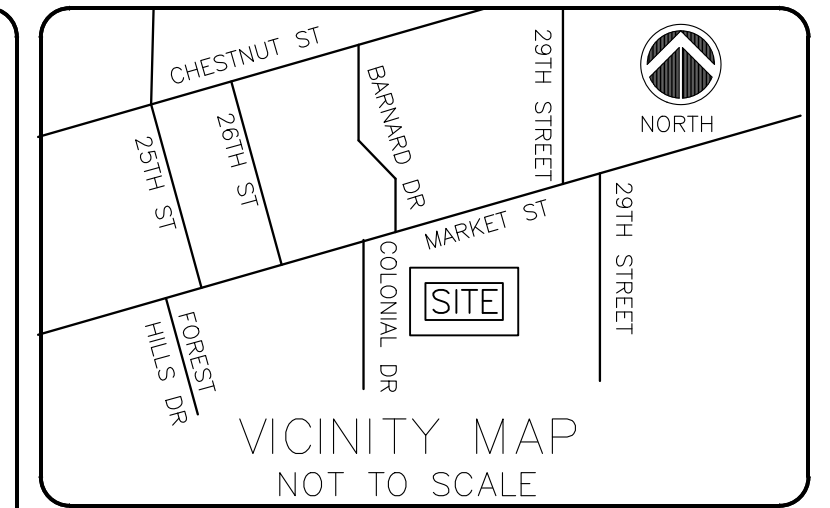 CHESTNUT ST
25TH ST
26TH ST
BARNARD DR
29TH STREET
NORTH
MARKET ST
29TH STREET
COLONIAL DR
SITE
FOREST
HILLS DR
VICINITY MAP
NOT TO SCALE